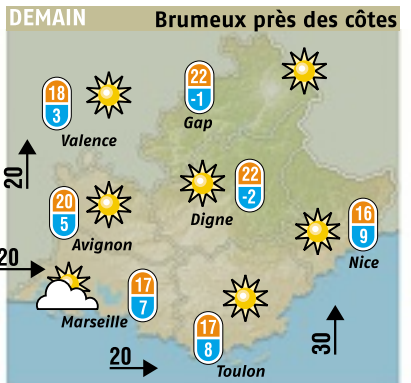 DEMAIN Brumeux près des côtes
22
-1
Gap
18
3
Valence
20
22
-2
Digne
20
5
Avignon
16
9
Nice
20
17
7
Marseille
17
8
Toulon
20
30